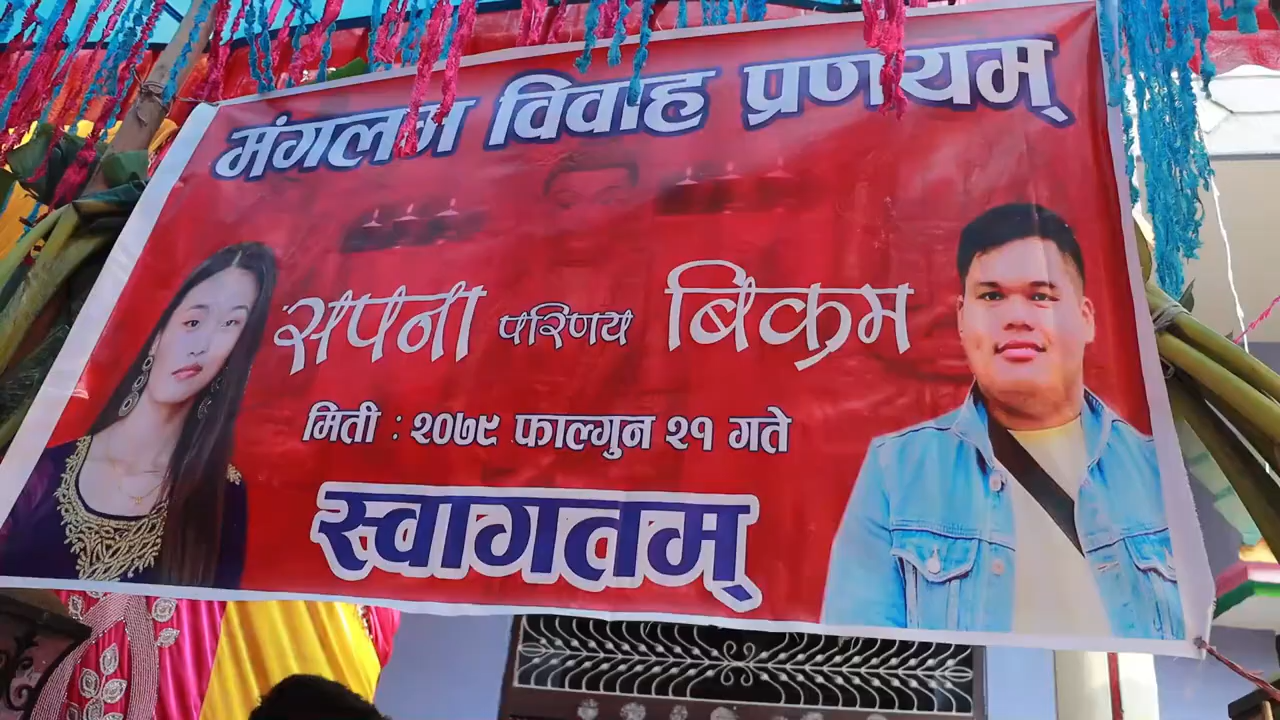 मंगलम विवाह प्रणयम्
सपना परिणय बिक्रम
मिती : २०७९ फाल्गुन २१ गते
स्वागतम्